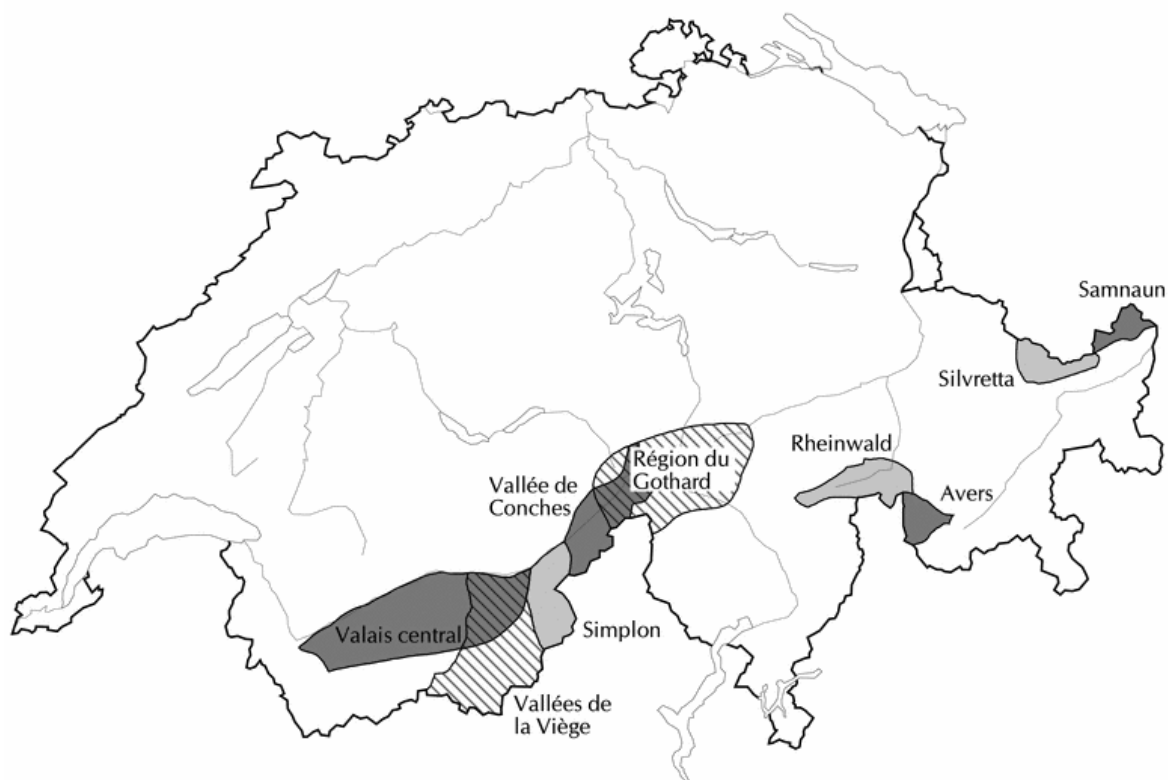 Samnaun
Silvretta
Rheinwald
Région du
Gothard
Vallée de
Conches
Avers
Valais central
Simplon
Vallées de
la Viège